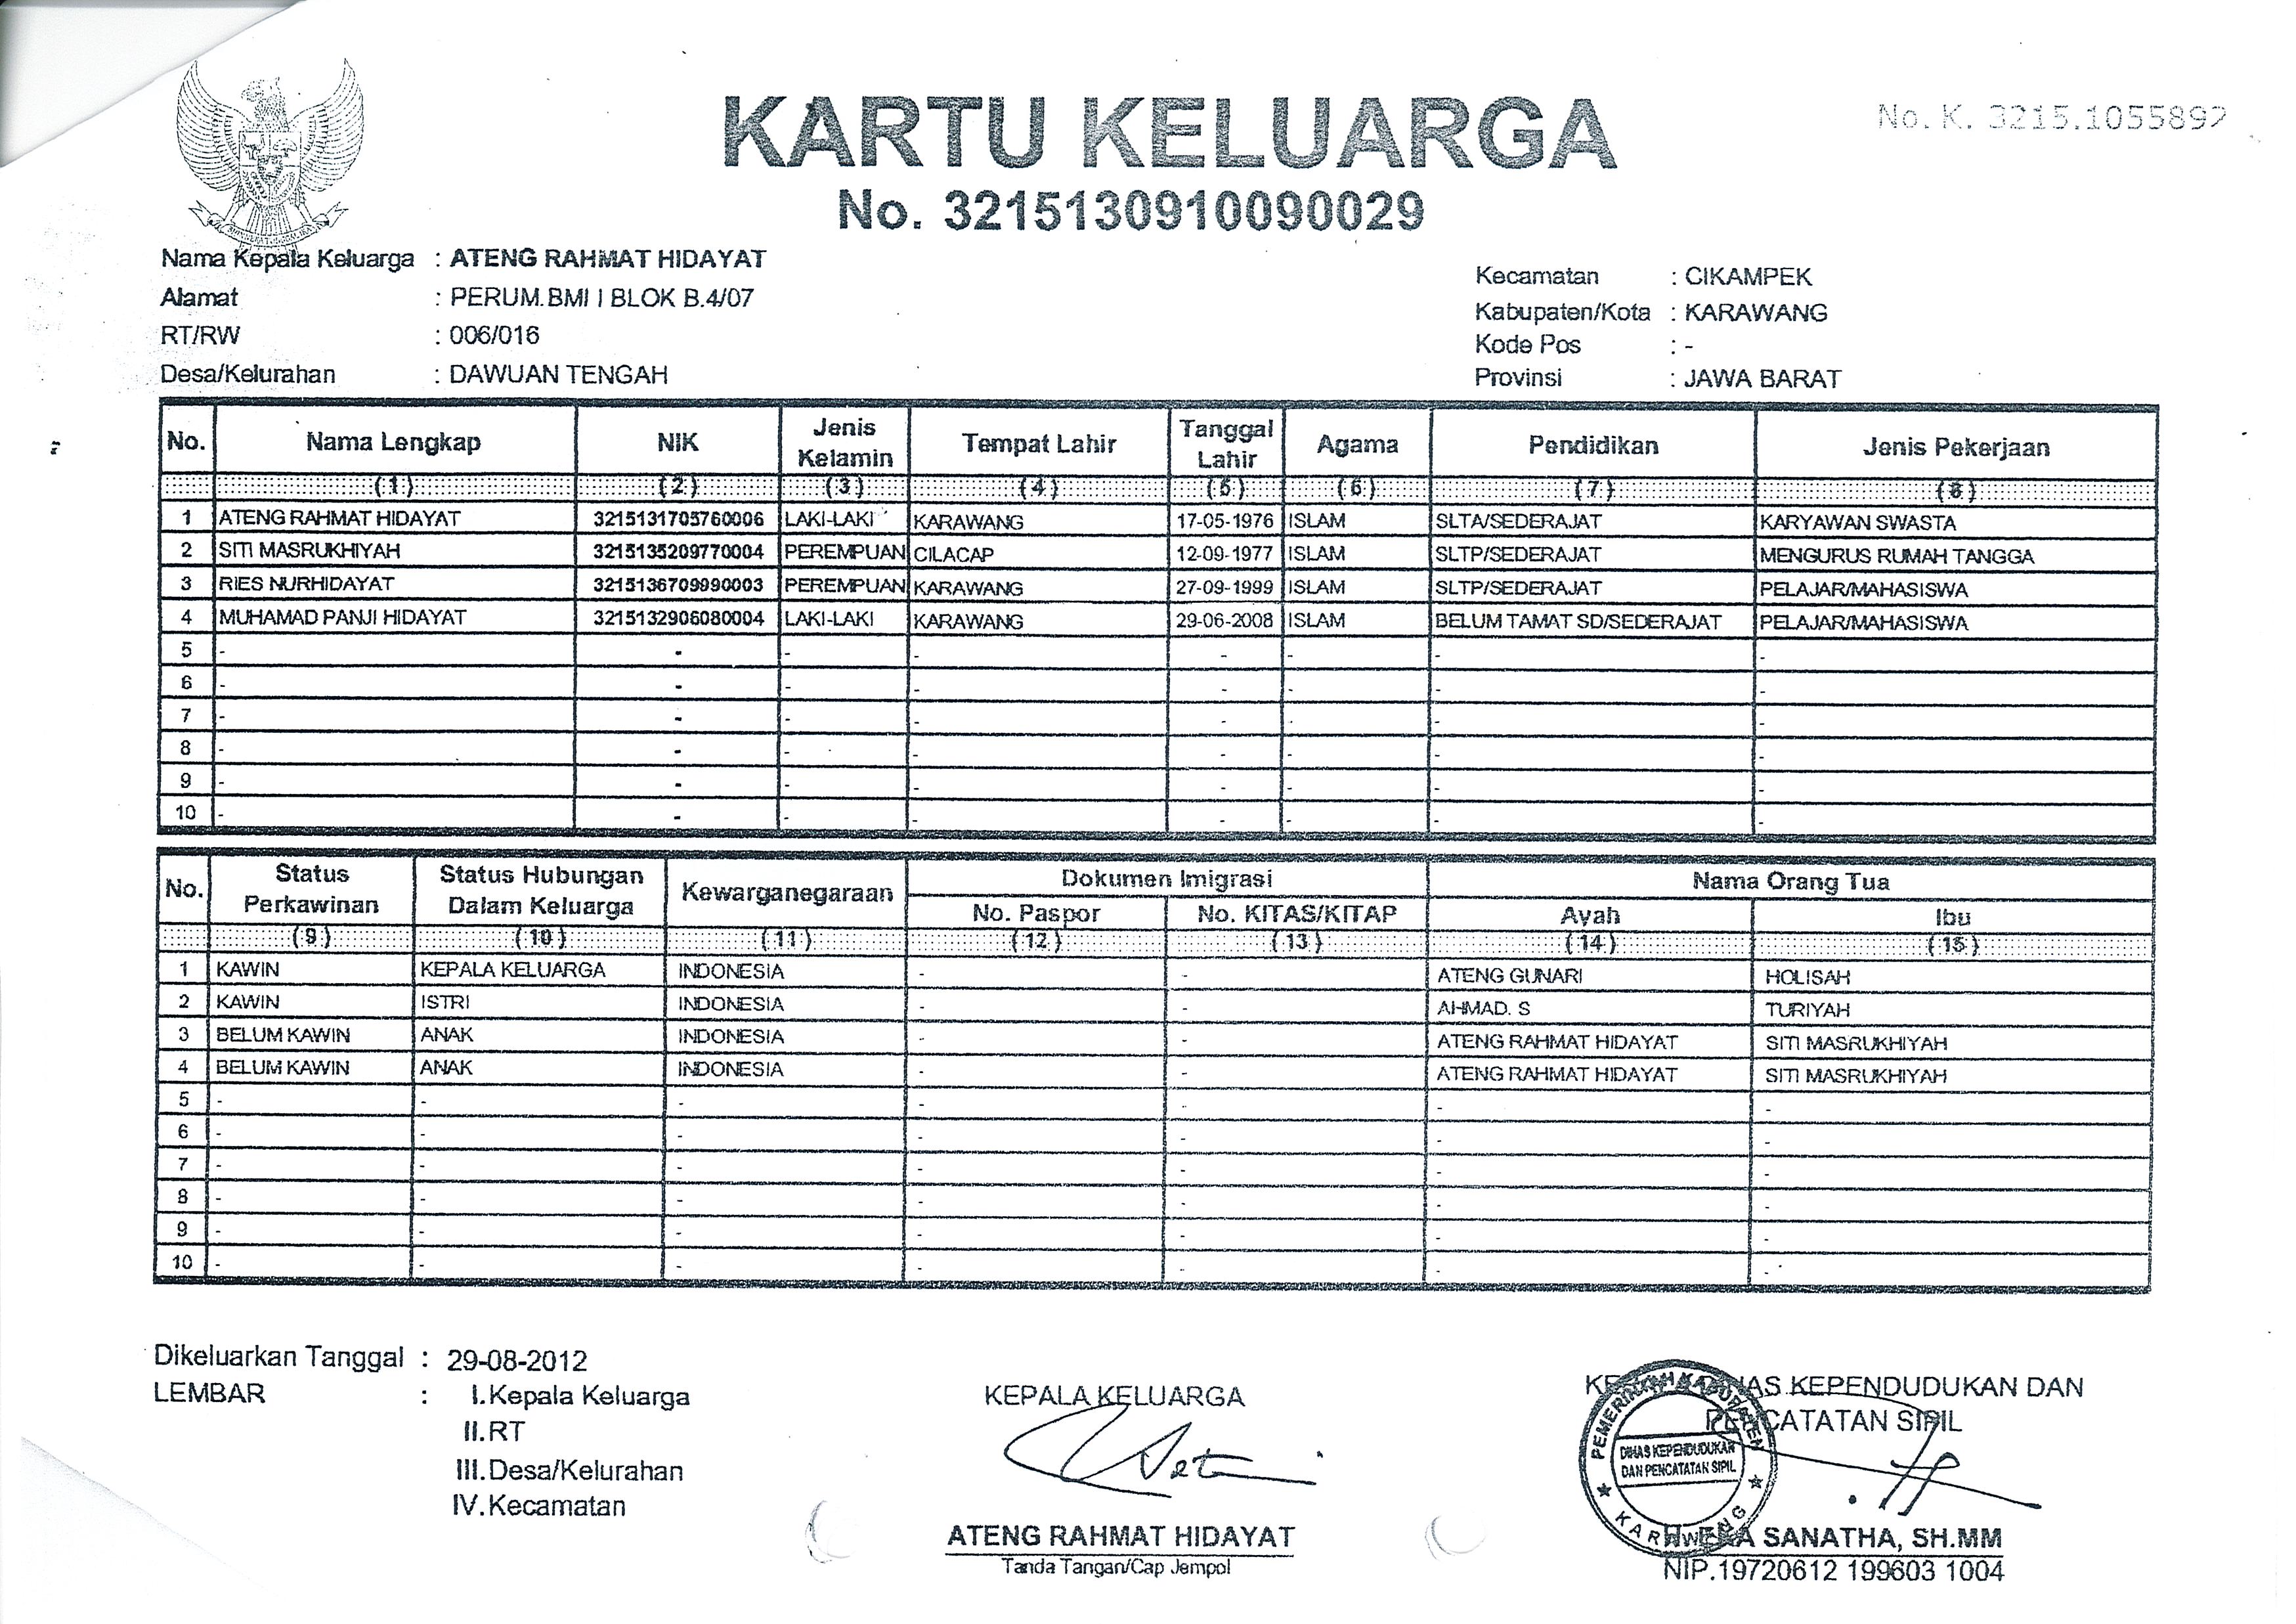 KARTU KELUARGA
No. K. 3215.1055892
No. 3215130910090029
Nama Kepala Keluarga : ATENG RAHMAT HIDAYAT
Alamat : PERUM.BMI I BLOK B.4/07
RT/RW : 006/016
Desa/Kelurahan : DAWUAN TENGAH
Kecamatan : CIKAMPEK
Kabupaten/Kota : KARAWANG
Kode Pos : -
Provinsi : JAWA BARAT
No. Nama Lengkap NIK Jenis Kelamin Tempat Lahir Tanggal Lahir Agama Pendidikan Jenis Pekerjaan
(1) (2) (3) (4) (5) (6) (7) (8)
1 ATENG RAHMAT HIDAYAT 3215131705760006 LAKI-LAKI KARAWANG 17-05-1976 ISLAM SLTA/SEDERAJAT KARYAWAN SWASTA
2 SITI MASRUKHIYAH 3215135209770004 PEREMPUAN CILACAP 12-09-1977 ISLAM SLTP/SEDERAJAT MENGURUS RUMAH TANGGA
3 RIES NURHIDAYAT 3215136709990003 PEREMPUAN KARAWANG 27-09-1999 ISLAM SLTP/SEDERAJAT PELAJAR/MAHASISWA
4 MUHAMAD PANJI HIDAYAT 3215132906080004 LAKI-LAKI KARAWANG 29-06-2008 ISLAM BELUM TAMAT SD/SEDERAJAT PELAJAR/MAHASISWA
5 - - - - - - - -
6 - - - - - - - -
7 - - - - - - - -
8 - - - - - - - -
9 - - - - - - - -
10 - - - - - - - -
No. Status Perkawinan Status Hubungan Dalam Keluarga Kewarganegaraan Dokumen Imigrasi Nama Orang Tua
No. Paspor No. KITAS/KITAP Ayah Ibu
(9) (10) (11) (12) (13) (14) (15)
1 KAWIN KEPALA KELUARGA INDONESIA - - ATENG GUNARI HOLISAH
2 KAWIN ISTRI INDONESIA - - AHMAD. S TURIYAH
3 BELUM KAWIN ANAK INDONESIA - - ATENG RAHMAT HIDAYAT SITI MASRUKHIYAH
4 BELUM KAWIN ANAK INDONESIA - - ATENG RAHMAT HIDAYAT SITI MASRUKHIYAH
5 - - - - - - -
6 - - - - - - -
7 - - - - - - -
8 - - - - - - -
9 - - - - - - -
10 - - - - - - -
Dikeluarkan Tanggal : 29-08-2012
LEMBAR : I. Kepala Keluarga
II. RT
III. Desa/Kelurahan
IV. Kecamatan
KEPALA KELUARGA
ATENG RAHMAT HIDAYAT
Tanda Tangan/Cap Jempol
KEPENDUDUKAN DAN
SIPIL
PEMERINTAH KABUPATEN
DINAS KEPENDUDUKAN
DAN PENCATATAN SIPIL
KARAWANG
SANATHA, SH.MM
NIP.19720612 199603 1004